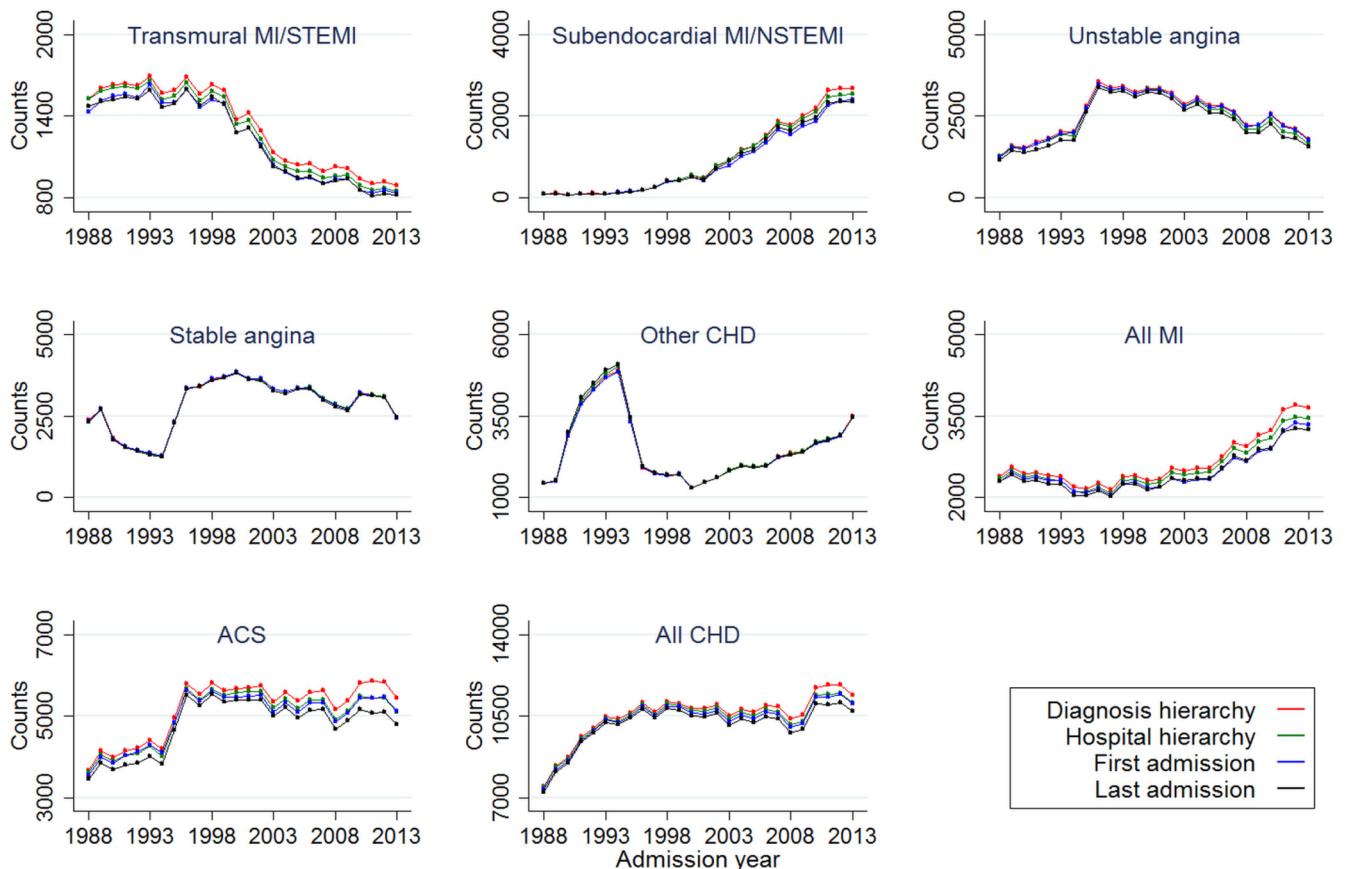 Transmural MI/STEMI
Counts
2000
1400
800
1988 1993 1998 2003 2008 2013
Subendocardial MI/NSTEMI
Counts
4000
2000
0
1988 1993 1998 2003 2008 2013
Unstable angina
Counts
5000
2500
0
1988 1993 1998 2003 2008 2013
Stable angina
Counts
5000
2500
0
1988 1993 1998 2003 2008 2013
Other CHD
Counts
6000
3500
1000
1988 1993 1998 2003 2008 2013
All MI
Counts
5000
3500
2000
1988 1993 1998 2003 2008 2013
ACS
Counts
7000
5000
3000
1988 1993 1998 2003 2008 2013
All CHD
Counts
14000
10500
7000
1988 1993 1998 2003 2008 2013
Admission year
Diagnosis hierarchy
Hospital hierarchy
First admission
Last admission